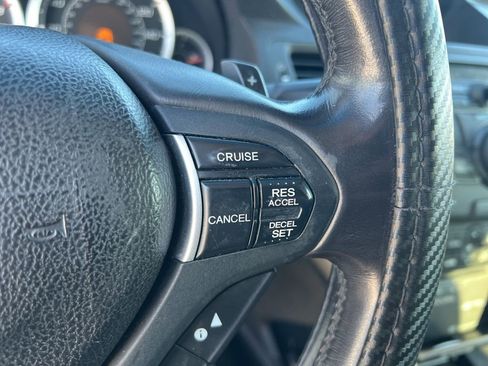 +
CRUISE
CANCEL
RES
ACCEL
DECEL
SET
i